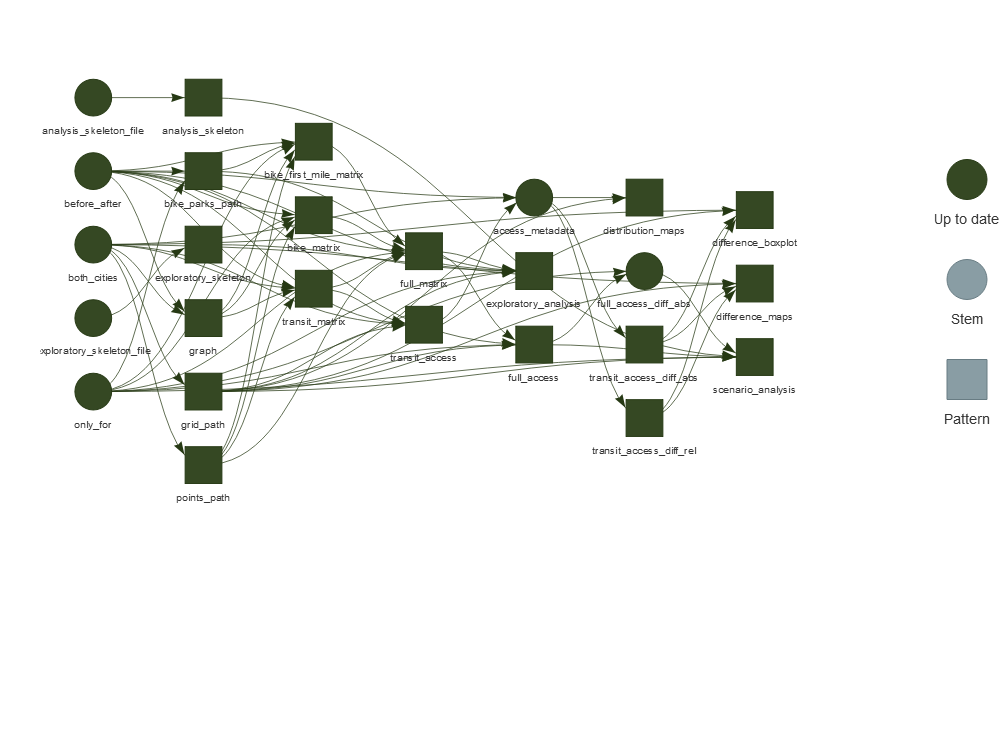 analysis_skeleton_file
analysis_skeleton
bike_first_mile_matrix
before_after
bike_parks_path
access_metadata
distribution_maps
difference_boxplot
both_cities
exploratory_skeleton
bike_matrix
full_matrix
exploratory_analysis
full_access_diff_abs
difference_maps
exploratory_skeleton_file
graph
transit_matrix
transit_access
full_access
transit_access_diff_abs
scenario_analysis
only_for
grid_path
transit_access_diff_rel
points_path
Up to date
Stem
Pattern